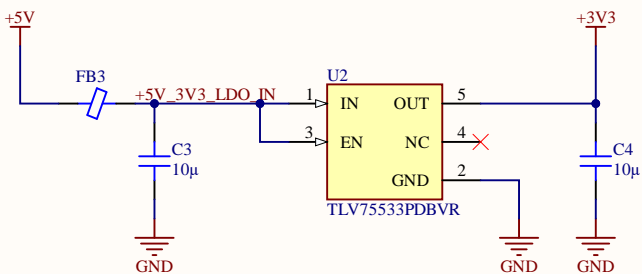 +5V
+3V3
FB3
+5V_3V3_LDO_IN
U2
1
IN
OUT
5
3
EN
NC
4
GND
2
C3
10µ
C4
10µ
TLV75533PDBVR
GND
GND
GND